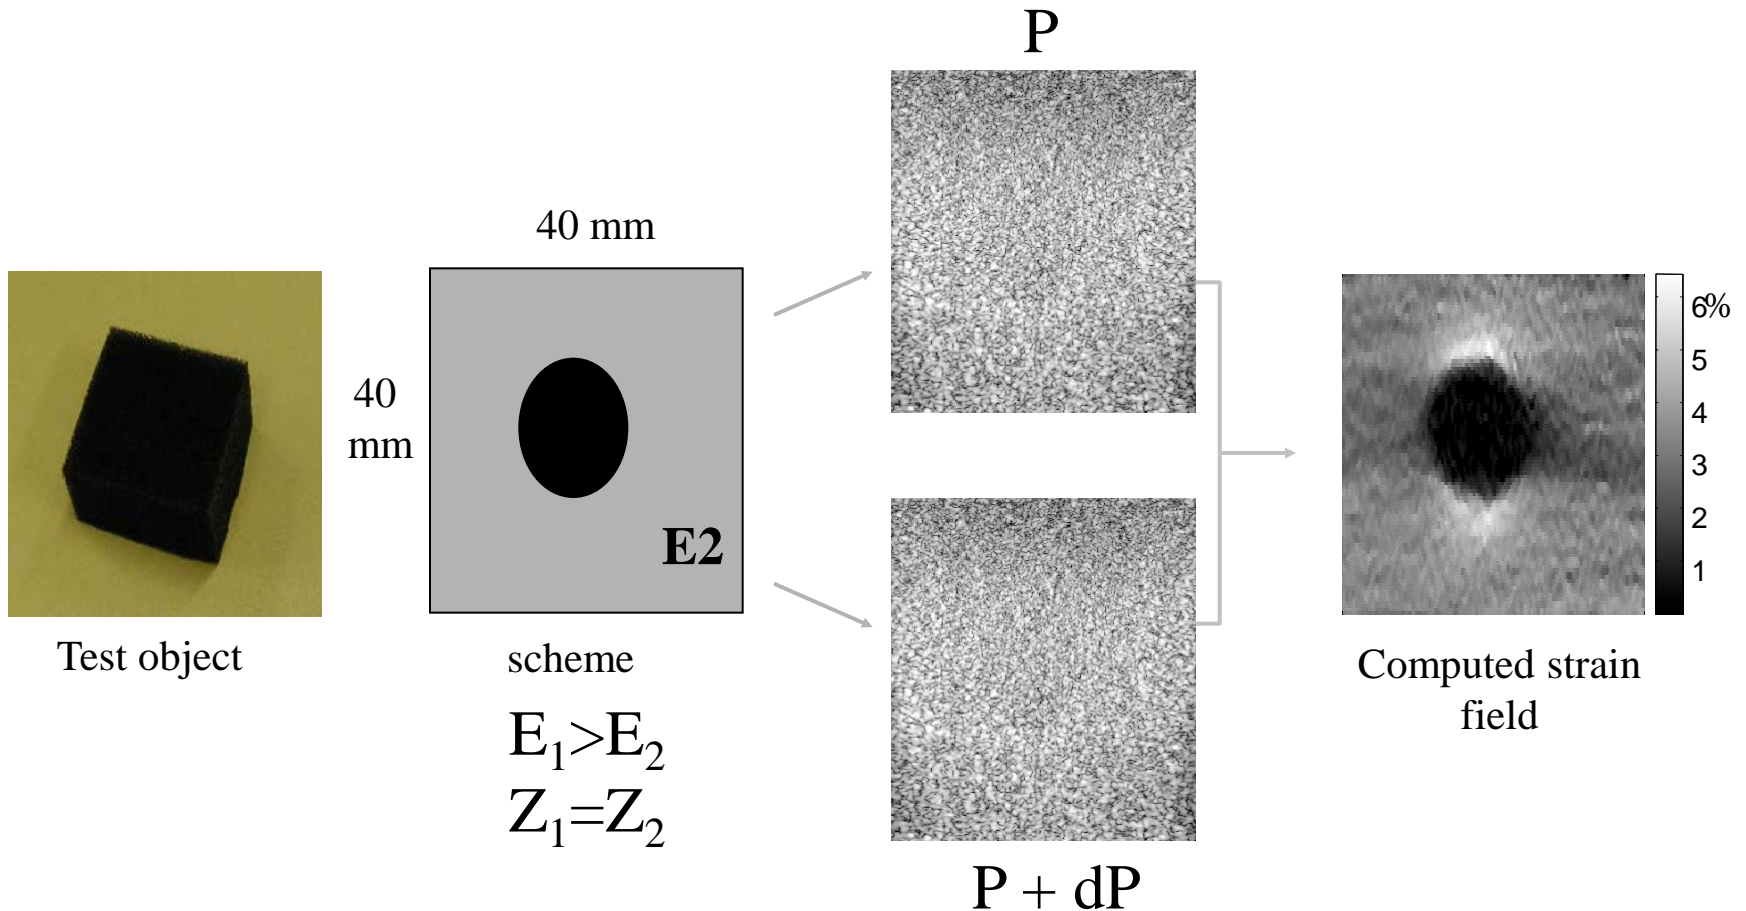 P
40 mm
40
mm
E2
6%
5
4
3
2
1
Test object
scheme
E₁>E₂
Z₁=Z₂
Computed strain
field
P + dP